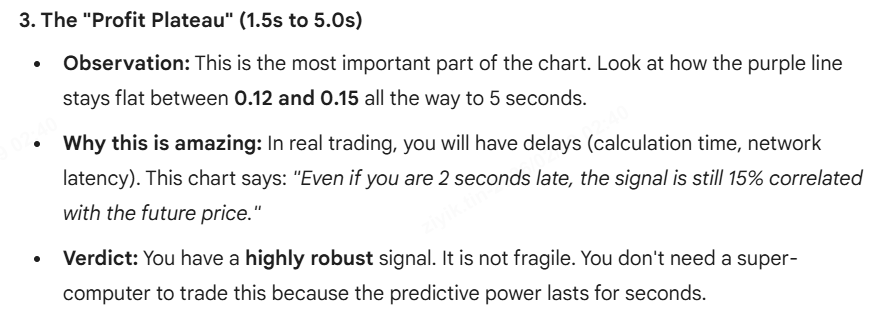 3. The "Profit Plateau" (1.5s to 5.0s)
• Observation: This is the most important part of the chart. Look at how the purple line
stays flat between 0.12 and 0.15 all the way to 5 seconds.
• Why this is amazing: In real trading, you will have delays (calculation time, network
latency). This chart says: "Even if you are 2 seconds late, the signal is still 15% correlated
with the future price."
• Verdict: You have a highly robust signal. It is not fragile. You don't need a super-
computer to trade this because the predictive power lasts for seconds.